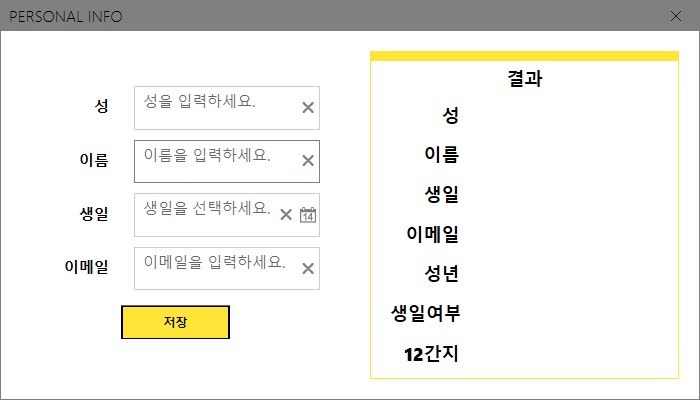 PERSONAL INFO
성
성을 입력하세요.
이름
이름을 입력하세요.
생일
생일을 선택하세요.
14
이메일
이메일을 입력하세요.
저장
결과
성
이름
생일
이메일
성년
생일여부
12간지